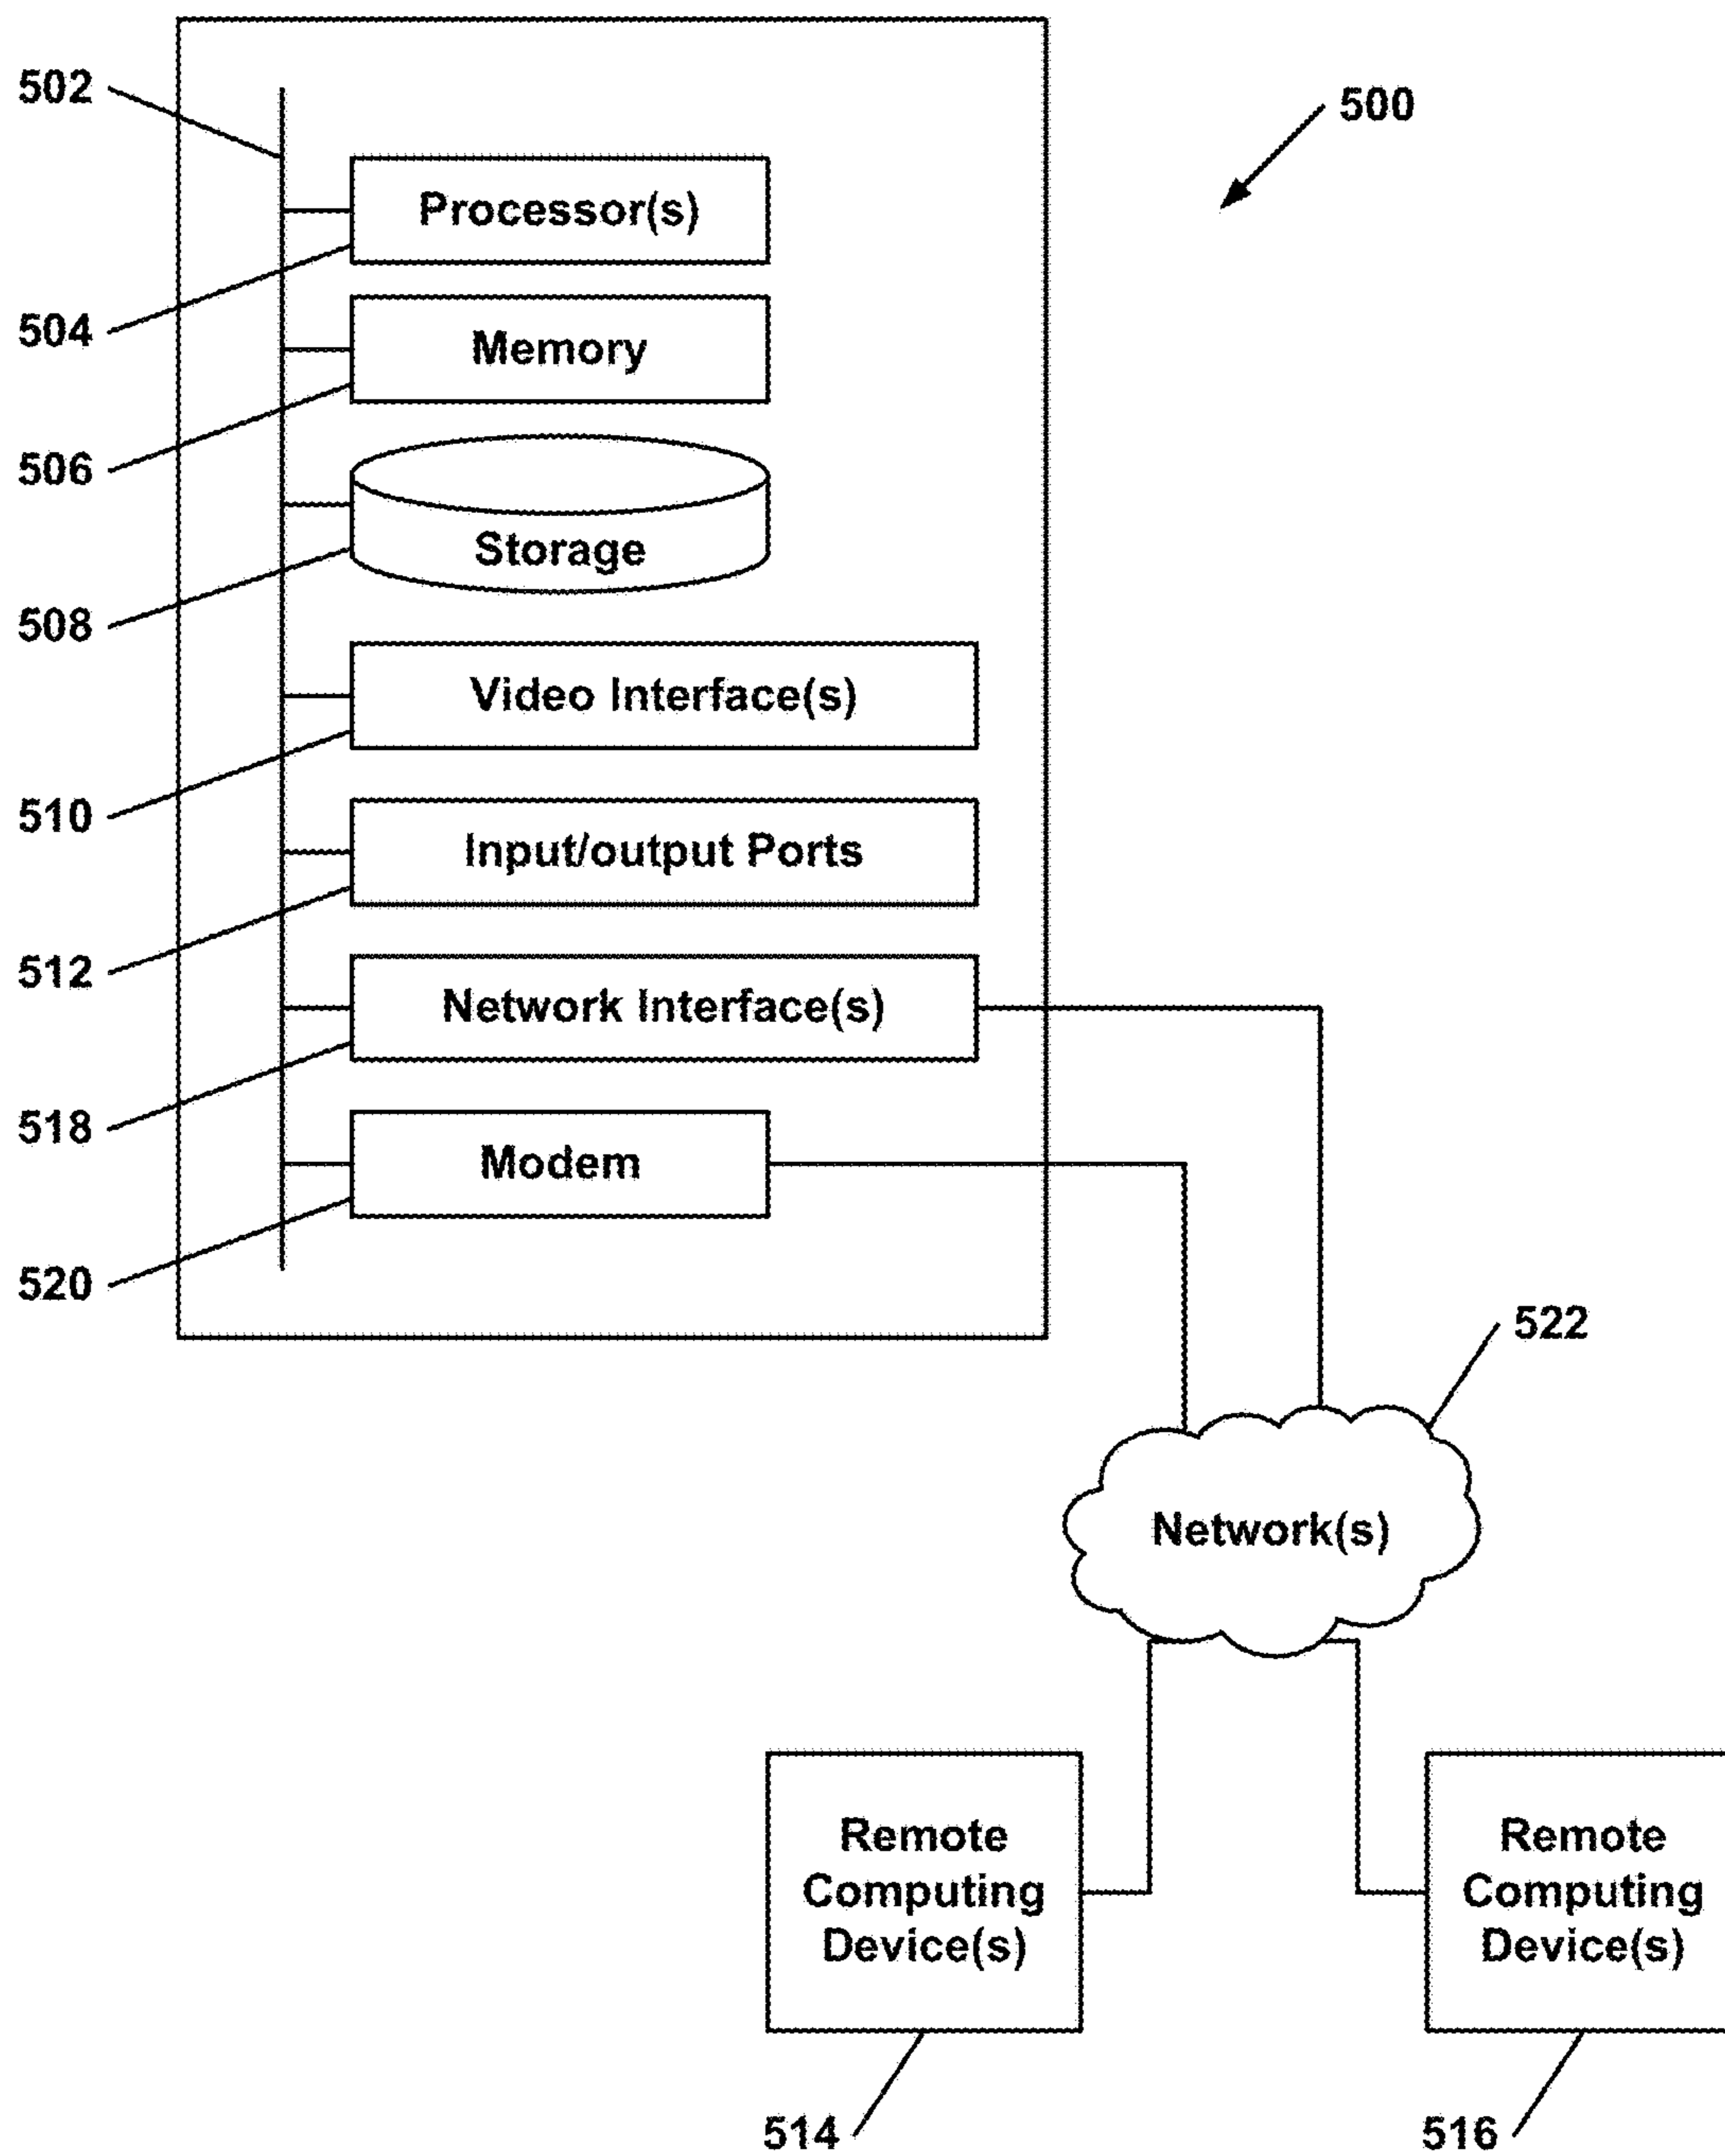 502
500
Processor(s)
504
Memory
506
Storage
508
Video Interface(s)
510
Input/output Ports
512
Network Interface(s)
518
Modem
520
522
Network(s)
Remote
Computing
Device(s)
Remote
Computing
Device(s)
514
516